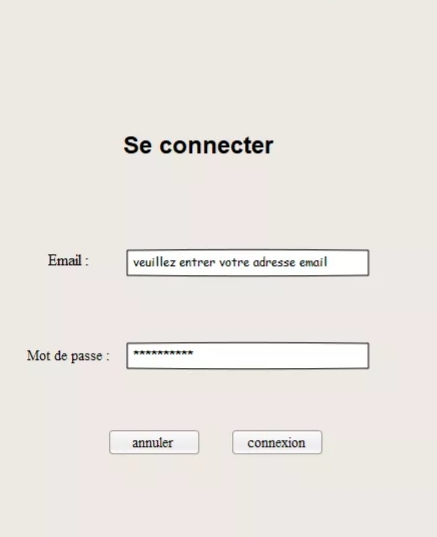 Se connecter
Email :
veuillez entrer votre adresse email
Mot de passe :
**********
annuler
connexion